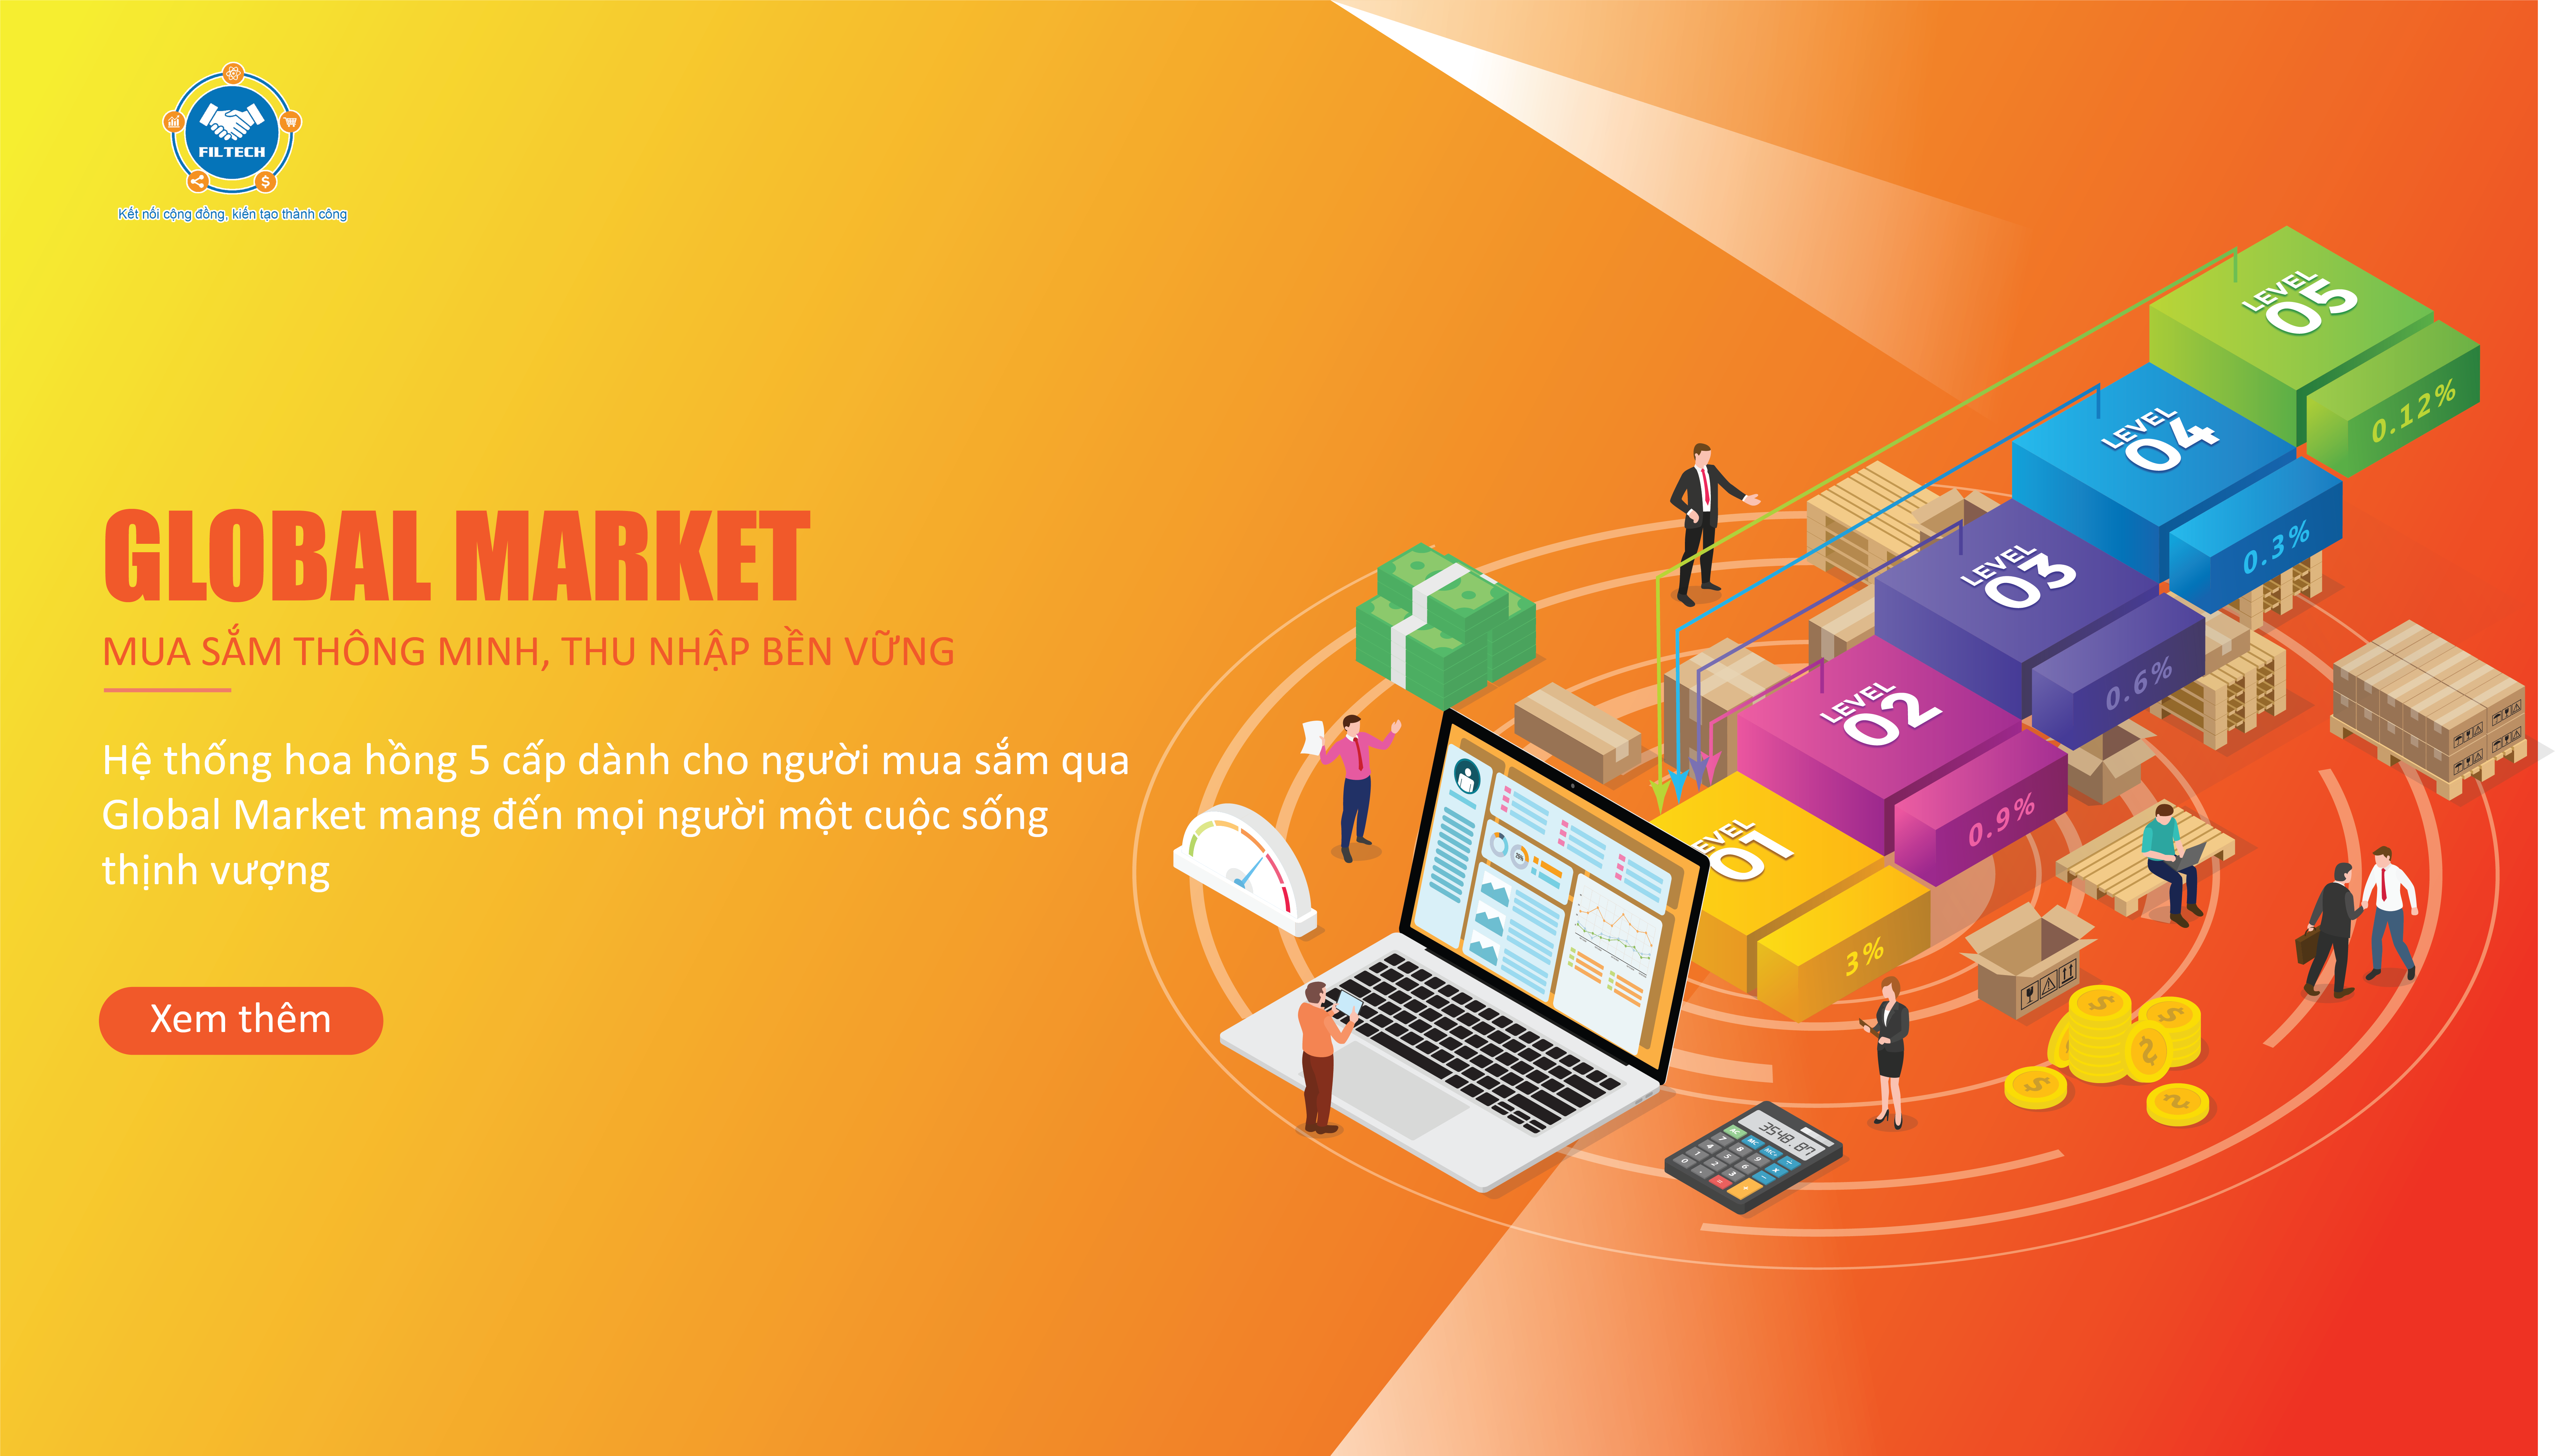 FILTECH
Kết nối cộng đồng, kiến tạo thành công
GLOBAL MARKET
MUA SẮM THÔNG MINH, THU NHẬP BỀN VỮNG
Hệ thống hoa hồng 5 cấp dành cho người mua sắm qua
Global Market mang đến mọi người một cuộc sống
thịnh vượng
Xem thêm
LEVEL
05
0.12%
LEVEL
04
0.3%
LEVEL
03
0.6%
LEVEL
02
0.9%
LEVEL
01
3%
3548.87